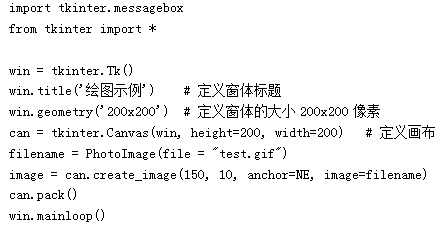 import tkinter.messagebox
from tkinter import *
win = tkinter.Tk()
win.title('绘图示例')    # 定义窗体标题
win.geometry('200x200')  # 定义窗体的大小 200x200 像素
can = tkinter.Canvas(win, height=200, width=200)   # 定义画布
filename = PhotoImage(file = "test.gif")
image = can.create_image(150, 10, anchor=NE, image=filename)
can.pack()
win.mainloop()